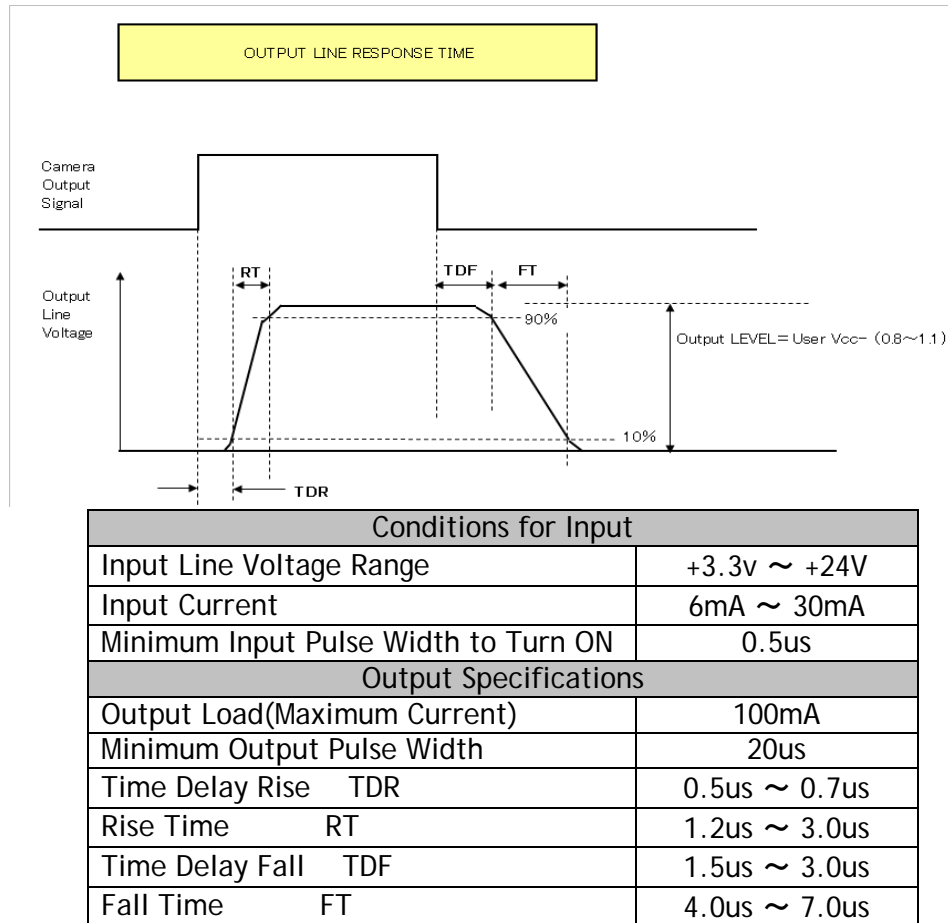 OUTPUT LINE RESPONSE TIME
Camera
Output
Signal
RT
TDF
FT
Output
Line
Voltage
90%
Output LEVEL=User Vcc- (0.8~1.1)
10%
TDR
Conditions for Input
Input Line Voltage Range +3.3v ~ +24V
Input Current 6mA ~ 30mA
Minimum Input Pulse Width to Turn ON 0.5us
Output Specifications
Output Load(Maximum Current) 100mA
Minimum Output Pulse Width 20us
Time Delay Rise TDR 0.5us ~ 0.7us
Rise Time RT 1.2us ~ 3.0us
Time Delay Fall TDF 1.5us ~ 3.0us
Fall Time FT 4.0us ~ 7.0us